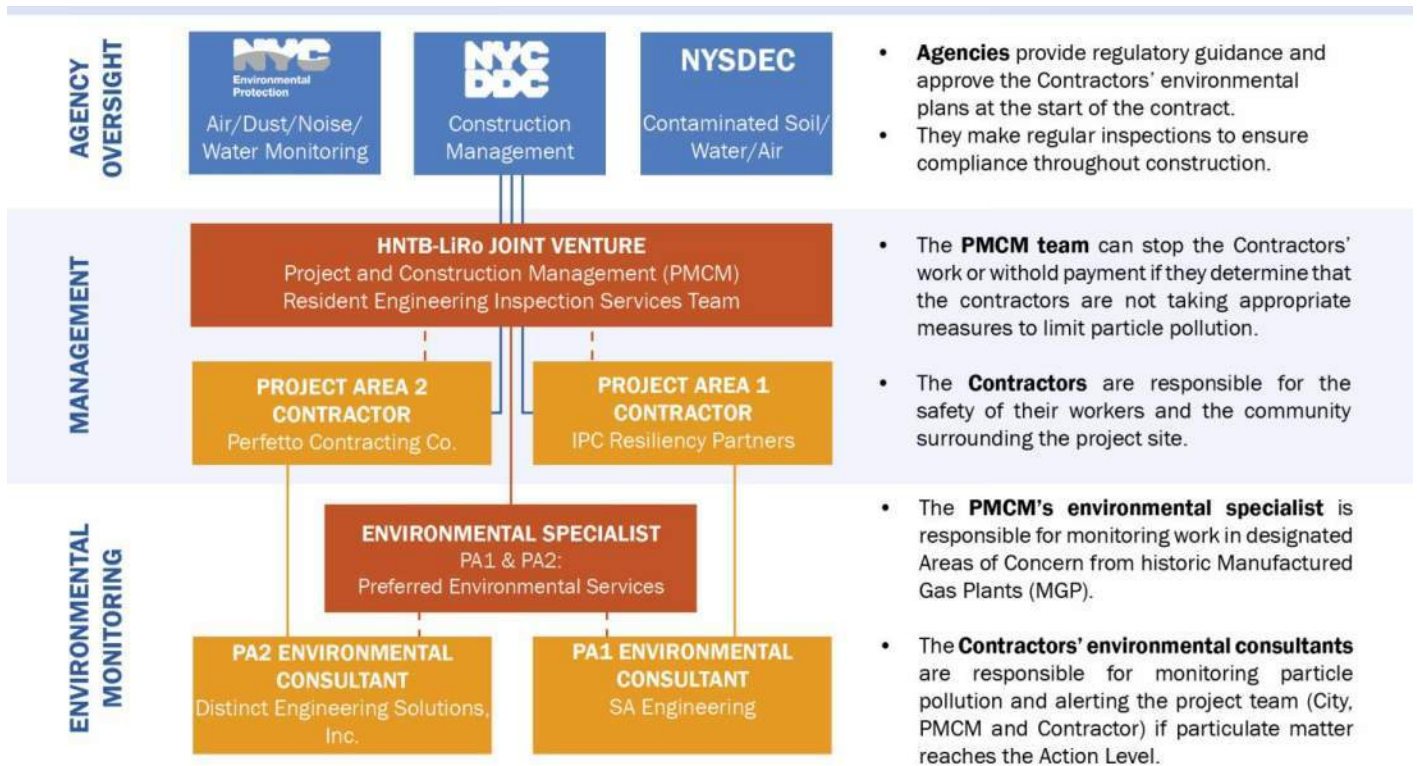 AGENCY
OVERSIGHT
NYC
Environmental
Protection
Air/Dust/Noise/
Water Monitoring
NYC
DDC
Construction
Management
NYSDEC
Contaminated Soil/
Water/Air
• Agencies provide regulatory guidance and
approve the Contractors' environmental
plans at the start of the contract.
• They make regular inspections to ensure
compliance throughout construction.
MANAGEMENT
HNTB-LiRo JOINT VENTURE
Project and Construction Management (PMCM)
Resident Engineering Inspection Services Team
PROJECT AREA 2
CONTRACTOR
Perfetto Contracting Co.
PROJECT AREA 1
CONTRACTOR
IPC Resiliency Partners
• The PMCM team can stop the Contractors'
work or withold payment if they determine that
the contractors are not taking appropriate
measures to limit particle pollution.
• The Contractors are responsible for the
safety of their workers and the community
surrounding the project site.
ENVIRONMENTAL
MONITORING
ENVIRONMENTAL SPECIALIST
PA1 & PA2:
Preferred Environmental Services
PA2 ENVIRONMENTAL
CONSULTANT
Distinct Engineering Solutions,
Inc.
PA1 ENVIRONMENTAL
CONSULTANT
SA Engineering
• The PMCM's environmental specialist is
responsible for monitoring work in designated
Areas of Concern from historic Manufactured
Gas Plants (MGP).
• The Contractors' environmental consultants
are responsible for monitoring particle
pollution and alerting the project team (City,
PMCM and Contractor) if particulate matter
reaches the Action Level.